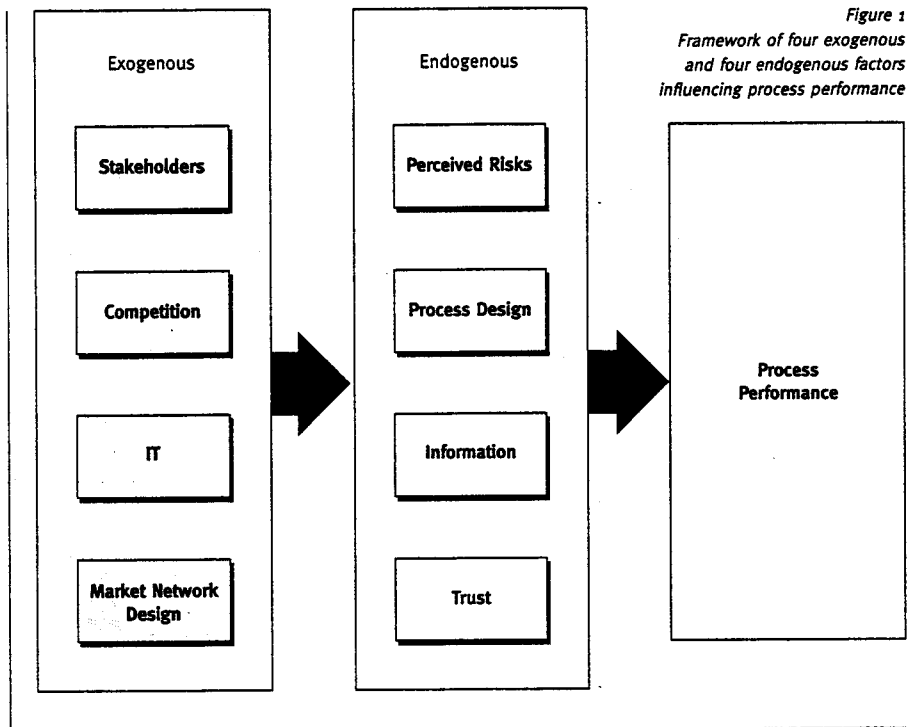 Figure 1
Framework of four exogenous
and four endogenous factors
influencing process performance
Exogenous
Stakeholders
Competition
IT
Market Network
Design
Endogenous
Perceived Risks
Process Design
Information
Trust
Process
Performance